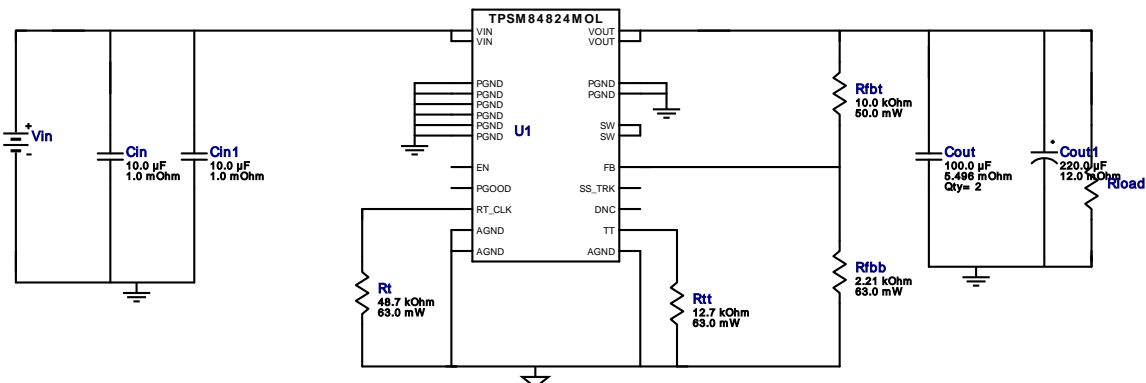 TPSM84824MOL
VIN
VIN
PGND
PGND
PGND
PGND
PGND
PGND
EN
PGOOD
RT_CLK
AGND
AGND
U1
VOUT
VOUT
PGND
PGND
SW
SW
FB
SS_TRK
DNC
TT
AGND
Vin
+
-
Cin
10.0 µF
1.0 mOhm
Cin1
10.0 µF
1.0 mOhm
Rt
48.7 kOhm
63.0 mW
Rtt
12.7 kOhm
63.0 mW
Rfbt
10.0 kOhm
50.0 mW
Rfbb
2.21 kOhm
63.0 mW
Cout
100.0 µF
5.496 mOhm
Qty= 2
Cout1
220.0 µF
12.0 mOhm
Rload